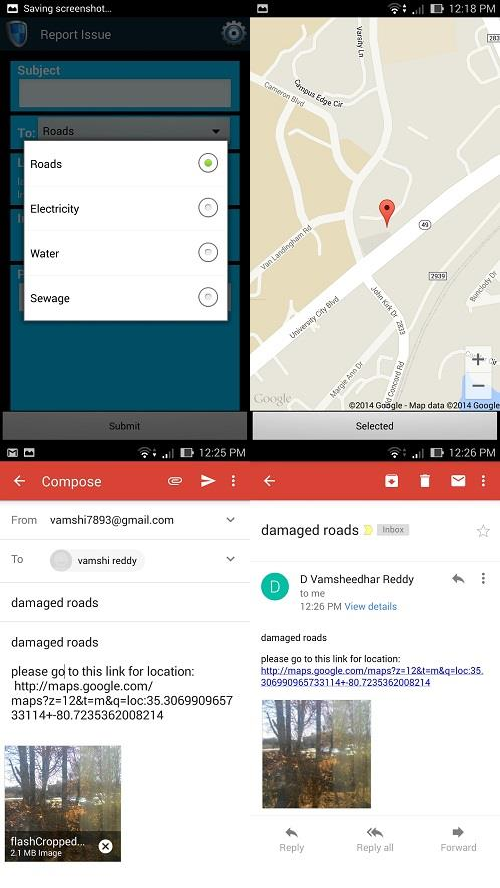 Saving screenshot...
Report Issue
Subject
To: Roads
Roads
Electricity
Water
Sewage
Submit
12:18 PM
Varsity Ln
283
Cameron Blvd
Campus Edge Cir
49
Van Landingham Rd
2939
University City Blvd
John Kirk Dr
2833
Bunclody Dr
Margie Ann Dr
Old Concord Rd
+
−
Google
©2014 Google - Map data ©2014 Google
Selected
12:25 PM
Compose
From vamshi7893@gmail.com
To vamshi reddy
damaged roads
damaged roads
please go to this link for location:
http://maps.google.com/
maps?z=12&t=m&q=loc:35.3069909657
33114+-80.7235362008214
flashCropped...
2.1 MB Image
12:26 PM
damaged roads Inbox
D
D Vamsheedhar Reddy
to me
12:26 PM View details
damaged roads
please go to this link for location:
http://maps.google.com/maps?z=12&t=m&q=loc:35.
306990965733114+-80.7235362008214
Reply
Reply all
Forward